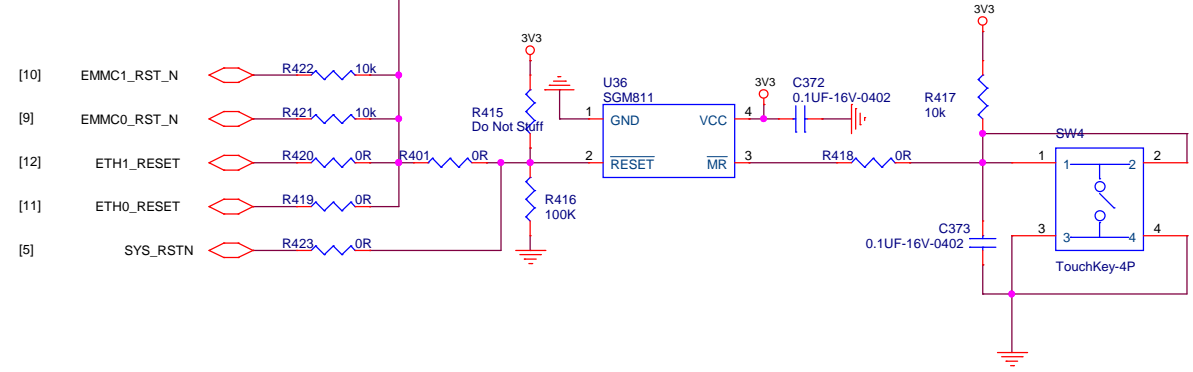 3V3
3V3
[10] EMMC1_RST_N R422 10k
3V3
U36
SGM811
C372
0.1UF-16V-0402
R415
Do Not Stuff
R417
10k
[9] EMMC0_RST_N R421 10k
1 GND VCC 4
SW4
[12] ETH1_RESET R420 0R R401 0R
2 RESET MR 3
R418 0R
1 1 2 2
[11] ETH0_RESET R419 0R
R416
100K
C373
0.1UF-16V-0402
3 3 4 4
[5] SYS_RSTN R423 0R
TouchKey-4P